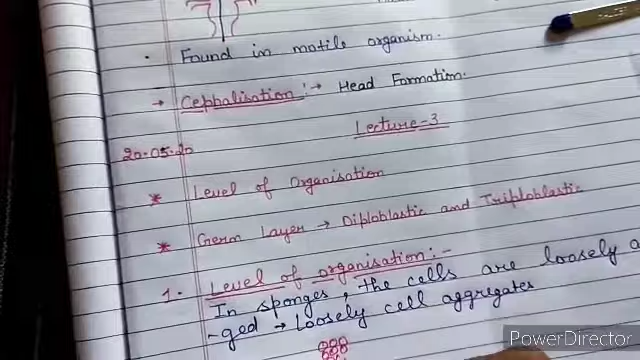 · Found in motile organism.
→ Cephalisation :→ Head Formation.
Lecture-3
20.05.20
* Level of Organisation
* Germ Layer → Diploblastic and Triploblastic
1. Level of organisation :-
In sponges, the cells are loosely a
-ged → Loosely cell aggregates
PowerDirector